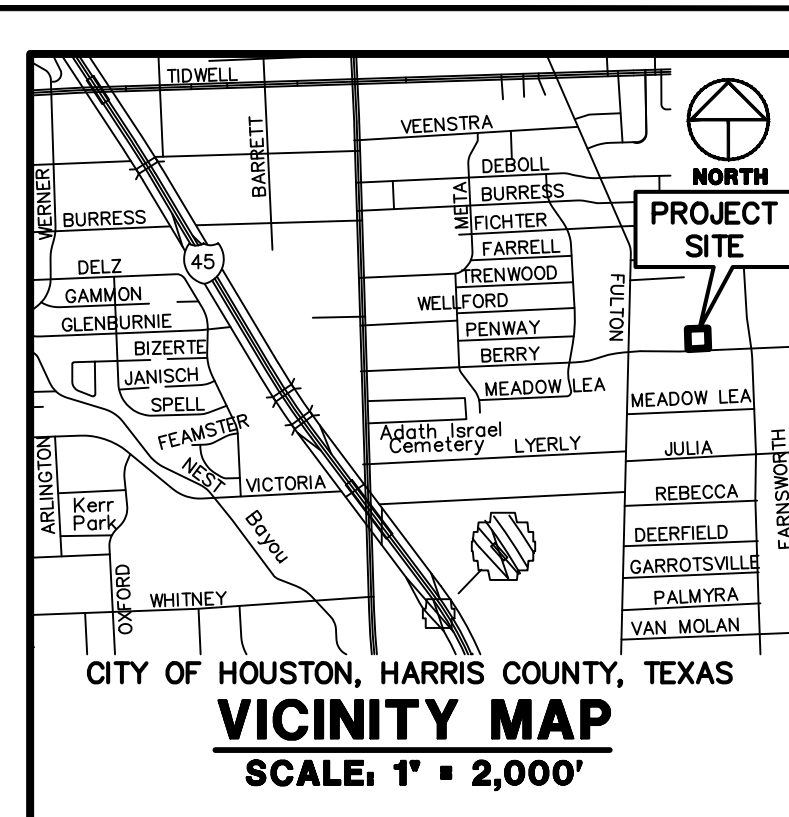 TIDWELL
VEENSTRA
BARRETT
WERNER
META
DEBOLL
NORTH
BURRESS
BURRESS
PROJECT
SITE
FICHTER
FARRELL
45
DELZ
TRENWOOD
GAMMON
WELLFORD
FULTON
GLENBURNIE
PENWAY
BIZERTE
BERRY
JANISCH
MEADOW LEA
MEADOW LEA
SPELL
FEAMSTER
Adath Israel
Cemetery
LYERLY
JULIA
NEST
VICTORIA
ARLINGTON
FARNSWORTH
REBECCA
Kerr
Park
Bayou
DEERFIELD
GARROTSVILLE
OXFORD
WHITNEY
PALMYRA
VAN MOLAN
CITY OF HOUSTON, HARRIS COUNTY, TEXAS
VICINITY MAP
SCALE: 1" = 2,000'